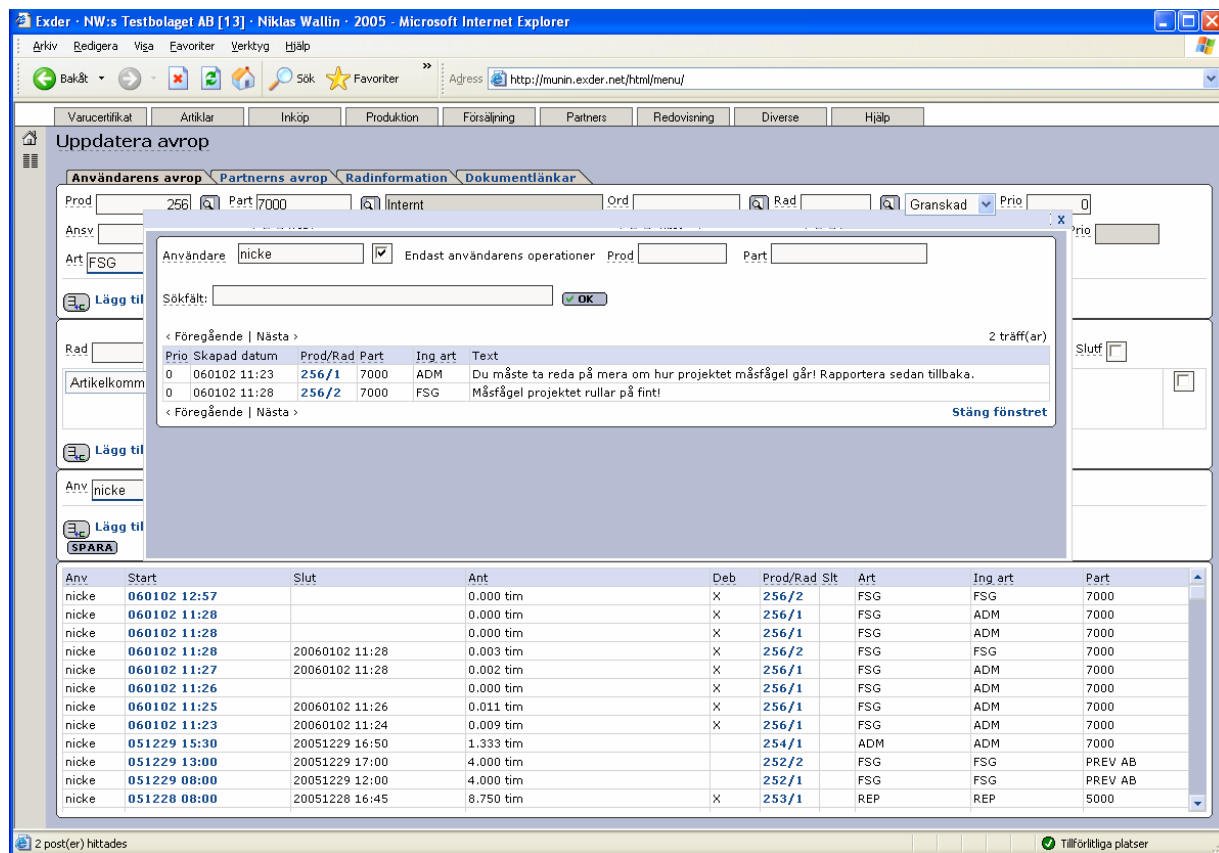 Exder - NW:s Testbolaget AB [13] · Niklas Wallin · 2005 - Microsoft Internet Explorer
Arkiv Redigera Visa Favoriter Verktyg Hjälp
Bakåt Sök Favoriter » Adress http://munin.exder.net/html/menu/
Varucertifikat Artiklar Inköp Produktion Försäljning Partners Redovisning Diverse Hjälp
Uppdatera avrop
Användarens avrop Partnerns avrop Radinformation Dokumentlänkar
Prod 256 Part 7000 Internt Ord Rad Granskad Prio 0
x
Ansv Prio
Art FSG
Användare nicke Endast användarens operationer Prod Part
Lägg til
Sökfält: OK
‹ Föregående | Nästa › 2 träff(ar)
Rad Slutf
Prio Skapad datum Prod/Rad Part Ing art Text
0 060102 11:23 256/1 7000 ADM Du måste ta reda på mera om hur projektet måsfågel går! Rapportera sedan tillbaka.
Artikelkomm
0 060102 11:28 256/2 7000 FSG Måsfågel projektet rullar på fint!
‹ Föregående | Nästa › Stäng fönstret
Lägg til
Anv nicke
Lägg til
SPARA
Anv Start Slut Ant Deb Prod/Rad Slt Art Ing art Part
nicke 060102 12:57 0.000 tim X 256/2 FSG FSG 7000
nicke 060102 11:28 0.000 tim X 256/1 FSG ADM 7000
nicke 060102 11:28 0.000 tim X 256/1 FSG ADM 7000
nicke 060102 11:28 20060102 11:28 0.003 tim X 256/2 FSG FSG 7000
nicke 060102 11:27 20060102 11:28 0.002 tim X 256/1 FSG ADM 7000
nicke 060102 11:26 0.000 tim X 256/1 FSG ADM 7000
nicke 060102 11:25 20060102 11:26 0.011 tim X 256/1 FSG ADM 7000
nicke 060102 11:23 20060102 11:24 0.009 tim X 256/1 FSG ADM 7000
nicke 051229 15:30 20051229 16:50 1.333 tim 254/1 ADM ADM 7000
nicke 051229 13:00 20051229 17:00 4.000 tim 252/2 FSG FSG PREV AB
nicke 051229 08:00 20051229 12:00 4.000 tim 252/1 FSG FSG PREV AB
nicke 051228 08:00 20051228 16:45 8.750 tim X 253/1 REP REP 5000
2 post(er) hittades Tillförlitliga platser